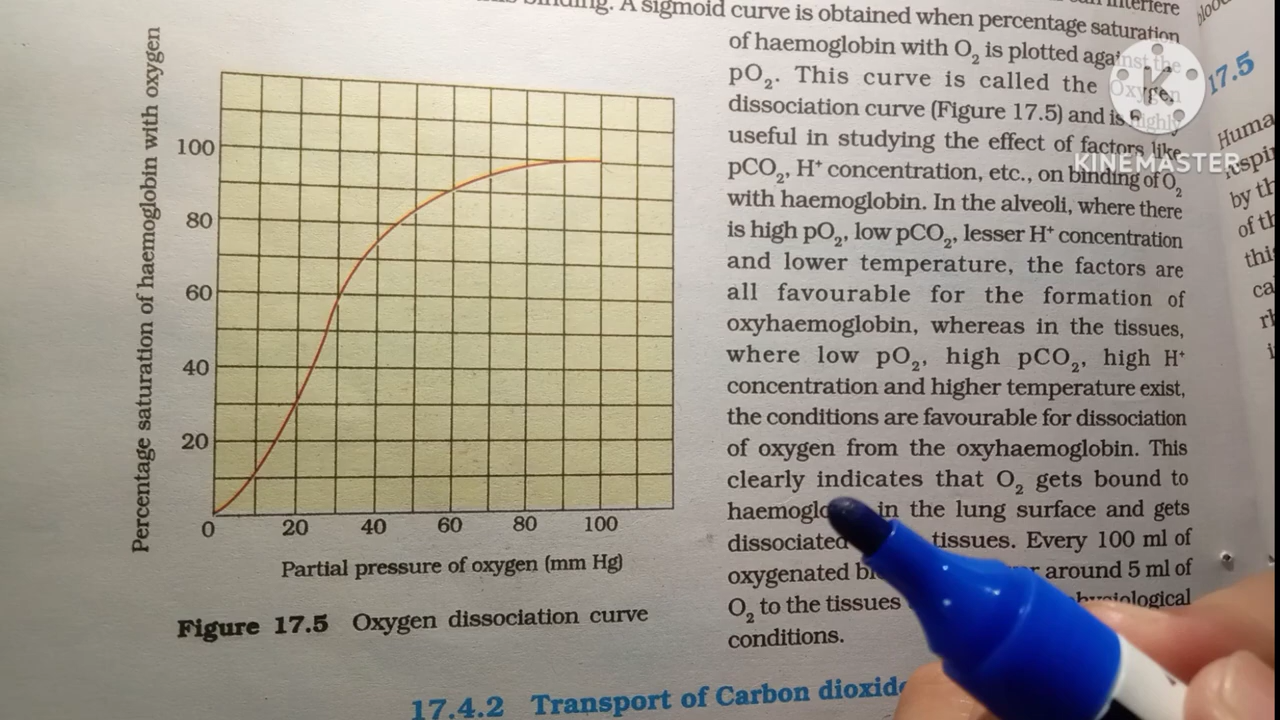 binding. A sigmoid curve is obtained when percentage saturation
of haemoglobin with O₂ is plotted against the
pO₂. This curve is called the Oxygen
dissociation curve (Figure 17.5) and is highly
useful in studying the effect of factors like
pCO₂, H⁺ concentration, etc., on binding of O₂
with haemoglobin. In the alveoli, where there
is high pO₂, low pCO₂, lesser H⁺ concentration
and lower temperature, the factors are
all favourable for the formation of
oxyhaemoglobin, whereas in the tissues,
where low pO₂, high pCO₂, high H⁺
concentration and higher temperature exist,
the conditions are favourable for dissociation
of oxygen from the oxyhaemoglobin. This
clearly indicates that O₂ gets bound to
in the lung surface and gets
dissociated tissues. Every 100 ml of
oxygenated around 5 ml of
O₂ to the tissues physiological
conditions.
Percentage saturation of haemoglobin with oxygen
100
80
60
40
20
0 20 40 60 80 100
Partial pressure of oxygen (mm Hg)
Figure 17.5 Oxygen dissociation curve
17.4.2 Transport of Carbon
17.5
by
K
KINEMASTER